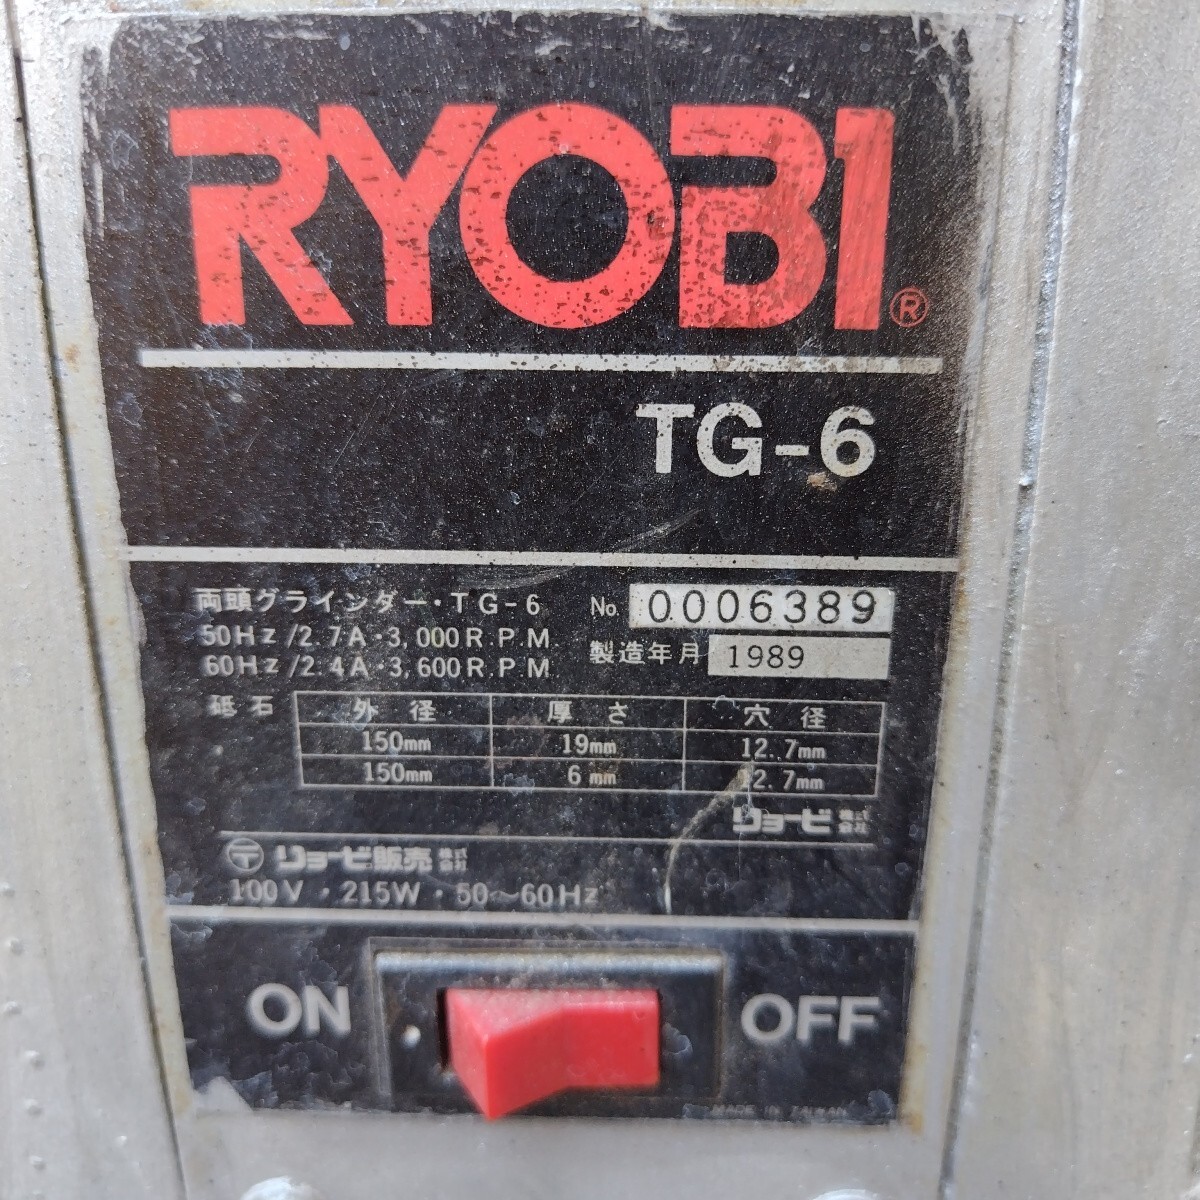 RYOBI®
TG-6
両頭グラインダー・TG-6 No. 0006389
50Hz/2.7A・3,000R.P.M
60Hz/2.4A・3,600R.P.M
製造年月 1989
砥石 外径 厚さ 穴径
150mm 19mm 12.7mm
150mm 6mm 12.7mm
リョービ株式会社
〒 リョービ販売株式会社
100V・215W・50~60Hz
ON OFF
MADE IN TAIWAN